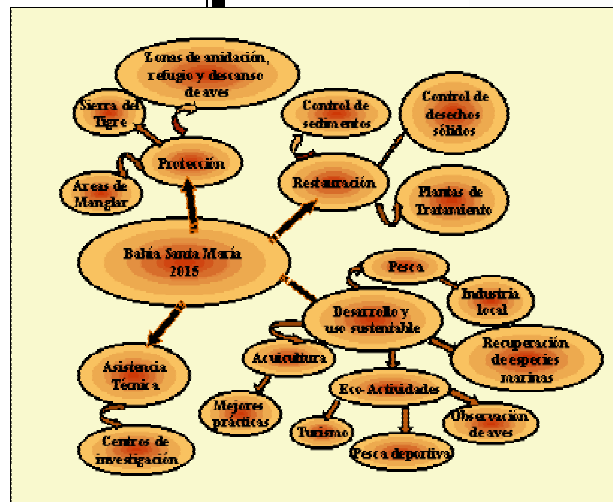 Zonas de anidación,
refugio y descanso
de aves
Sierra del
Tigre
Protección
Areas de
Manglar
Control de
sedimentos
Control de
desechos
sólidos
Restauración
Plantas de
Tratamiento
Bahía Santa María
2015
Pesca
Industria
local
Desarrollo y
uso sustentable
Recuperación
de especies
marinas
Acuicultura
Mejores
prácticas
Eco-Actividades
Turismo
Pesca deportiva
Observación
de aves
Asistencia
Técnica
Centros de
investigación